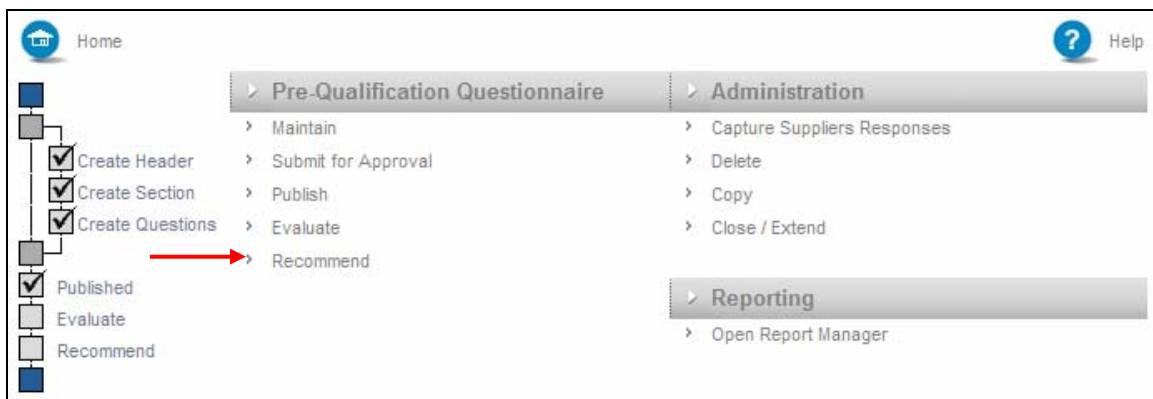 Home
? Help
Pre-Qualification Questionnaire
Administration
Create Header
Create Section
Create Questions
Published
Evaluate
Recommend
Maintain
Submit for Approval
Publish
Evaluate
Recommend
Capture Suppliers Responses
Delete
Copy
Close / Extend
Reporting
Open Report Manager